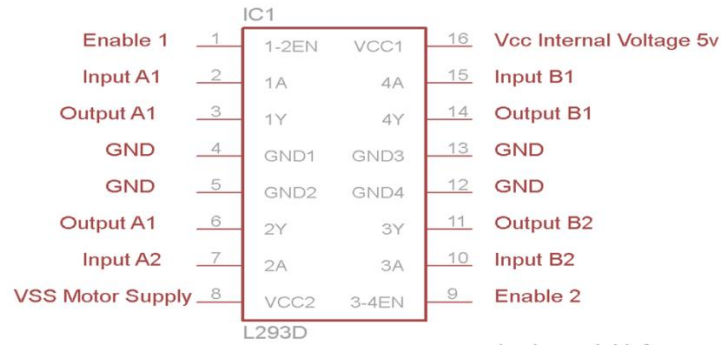 IC1
Enable 1 1 1-2EN VCC1 16 Vcc Internal Voltage 5v
Input A1 2 1A 4A 15 Input B1
Output A1 3 1Y 4Y 14 Output B1
GND 4 GND1 GND3 13 GND
GND 5 GND2 GND4 12 GND
Output A1 6 2Y 3Y 11 Output B2
Input A2 7 2A 3A 10 Input B2
VSS Motor Supply 8 VCC2 3-4EN 9 Enable 2
L293D